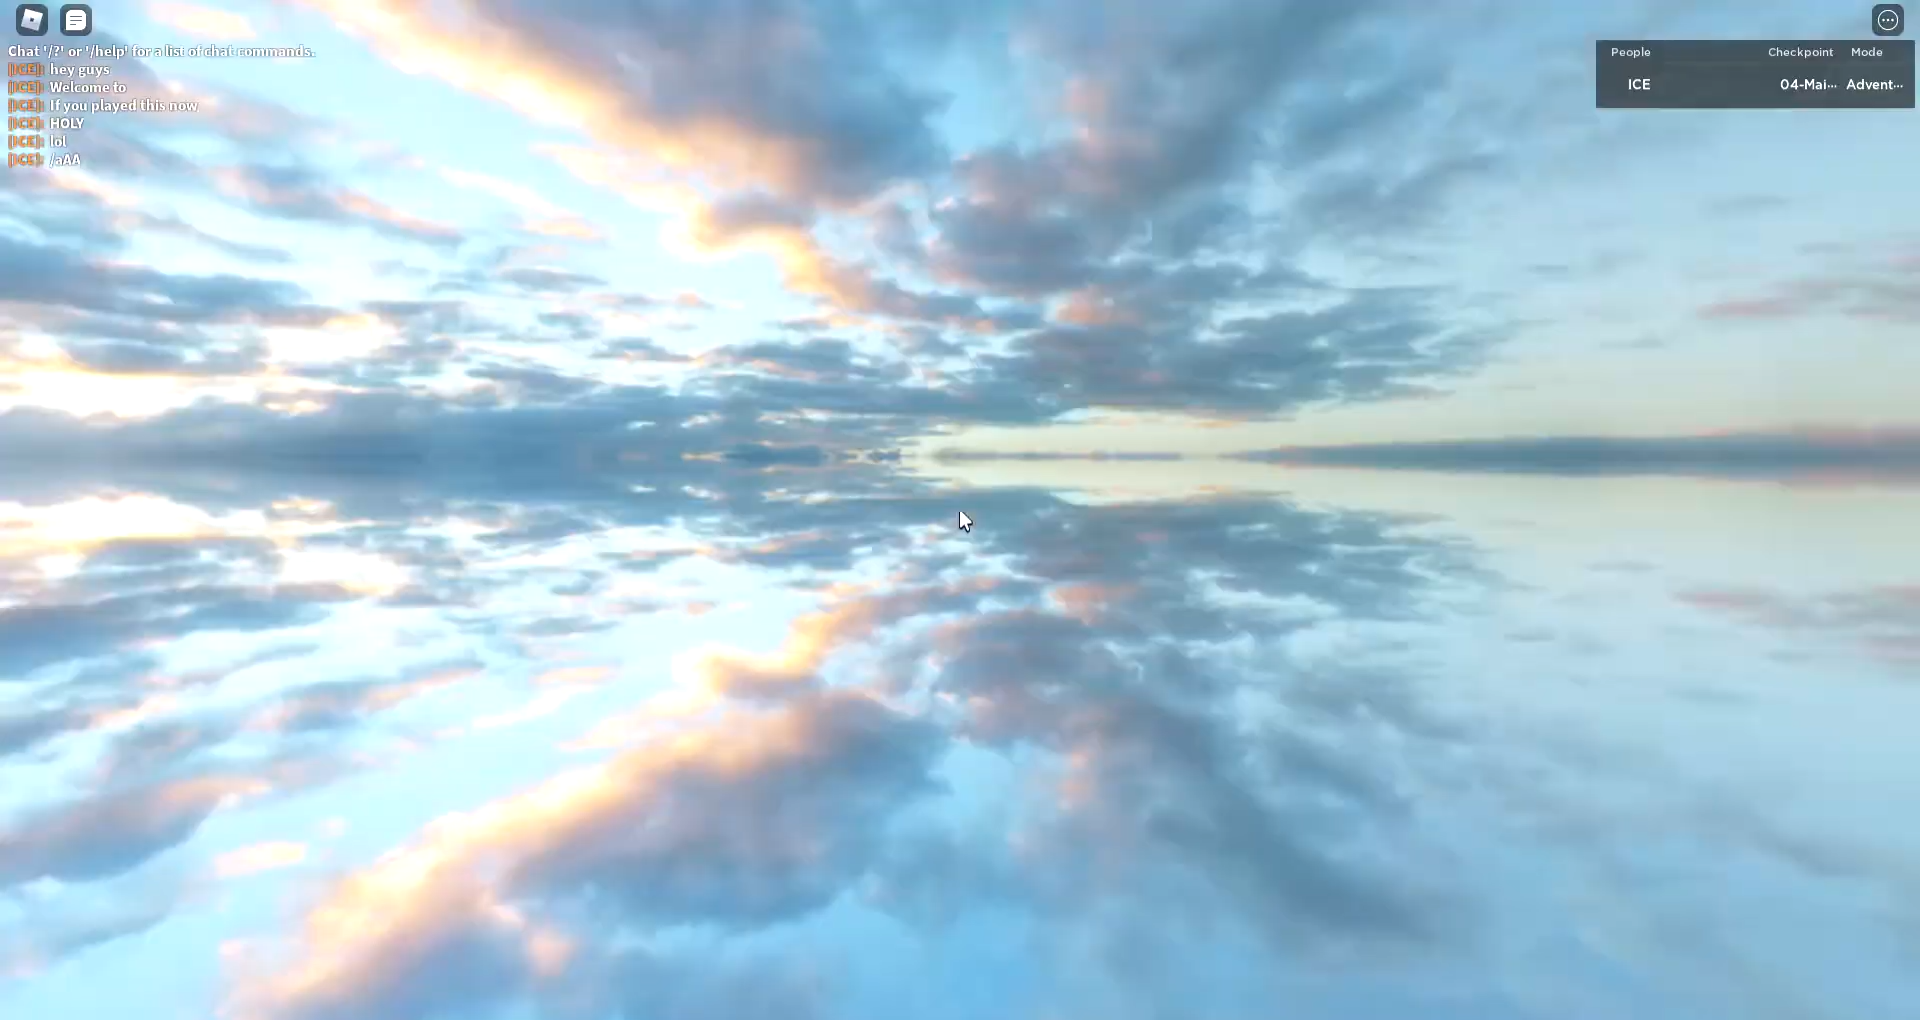 Chat '/?' or '/help' for a list of chat commands.
[ICE]: hey guys
[ICE]: Welcome to
[ICE]: If you played this now
[ICE]: HOLY
[ICE]: lol
[ICE]: /aAA
People Checkpoint Mode
ICE 04-Mai... Advent...